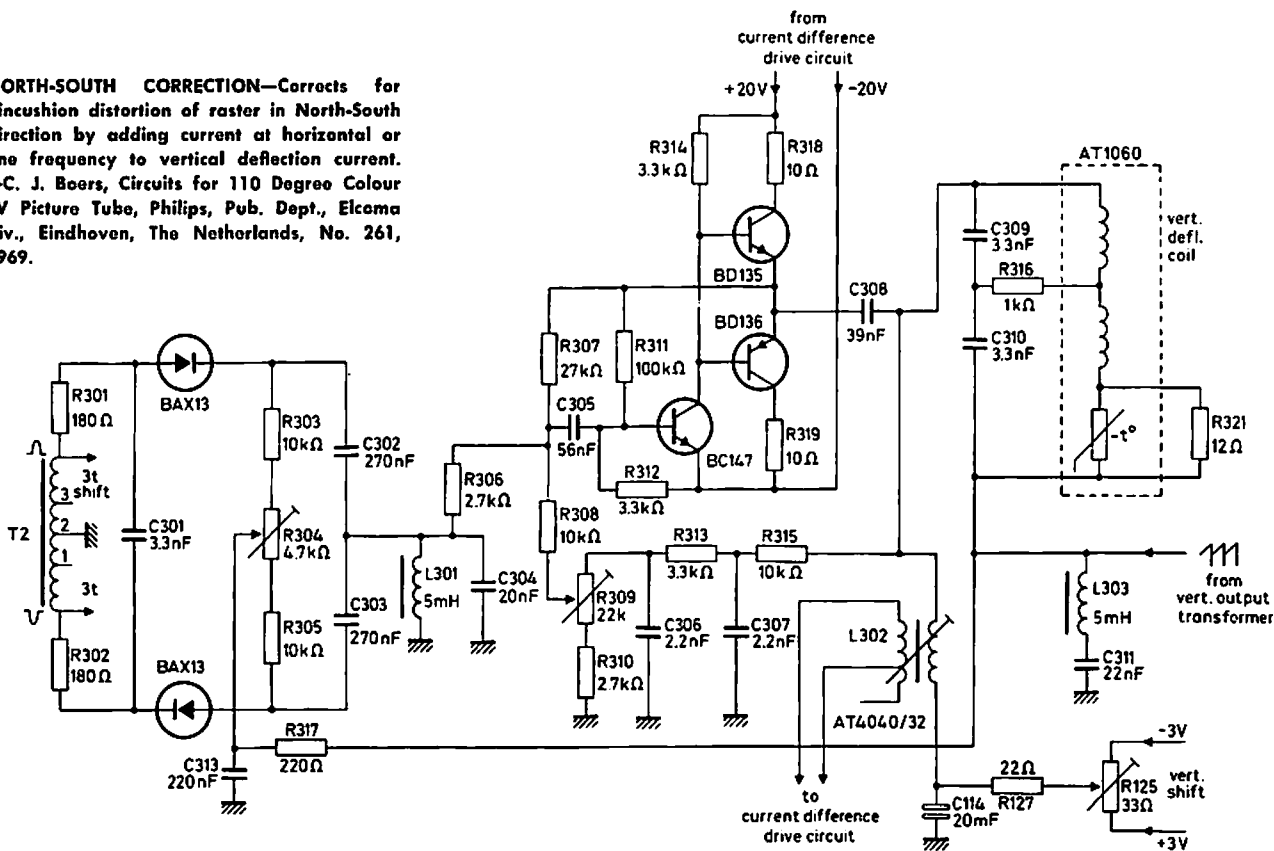 ORTH-SOUTH CORRECTION—Corrects for
incushion distortion of raster in North-South
irection by adding current at horizontal or
ne frequency to vertical deflection current.
-C. J. Boers, Circuits for 110 Degree Colour
V Picture Tube, Philips, Pub. Dept., Elcoma
iv., Eindhoven, The Netherlands, No. 261,
969.
from
current difference
drive circuit
+20V
-20V
R314
3.3kΩ
R318
10Ω
BD135
AT1060
vert.
defl.
coil
C309
3.3nF
R316
1kΩ
C310
3.3nF
-t°
R321
12Ω
C308
39nF
BD136
R307
27kΩ
R311
100kΩ
C305
56nF
BC147
R319
10Ω
R312
3.3kΩ
R301
180Ω
BAX13
R303
10kΩ
C302
270nF
R306
2.7kΩ
3t
shift
3
2
1
3t
T2
C301
3.3nF
R304
4.7kΩ
R308
10kΩ
L301
5mH
C304
20nF
C303
270nF
R305
10kΩ
R302
180Ω
BAX13
R313
3.3kΩ
R315
10kΩ
R309
22k
C306
2.2nF
C307
2.2nF
R310
2.7kΩ
L302
AT4040/32
L303
5mH
from
vert. output
transformer
C311
22nF
R317
220Ω
C313
220nF
to
current difference
drive circuit
C114
20mF
22Ω
R127
-3V
R125
33Ω
vert.
shift
+3V